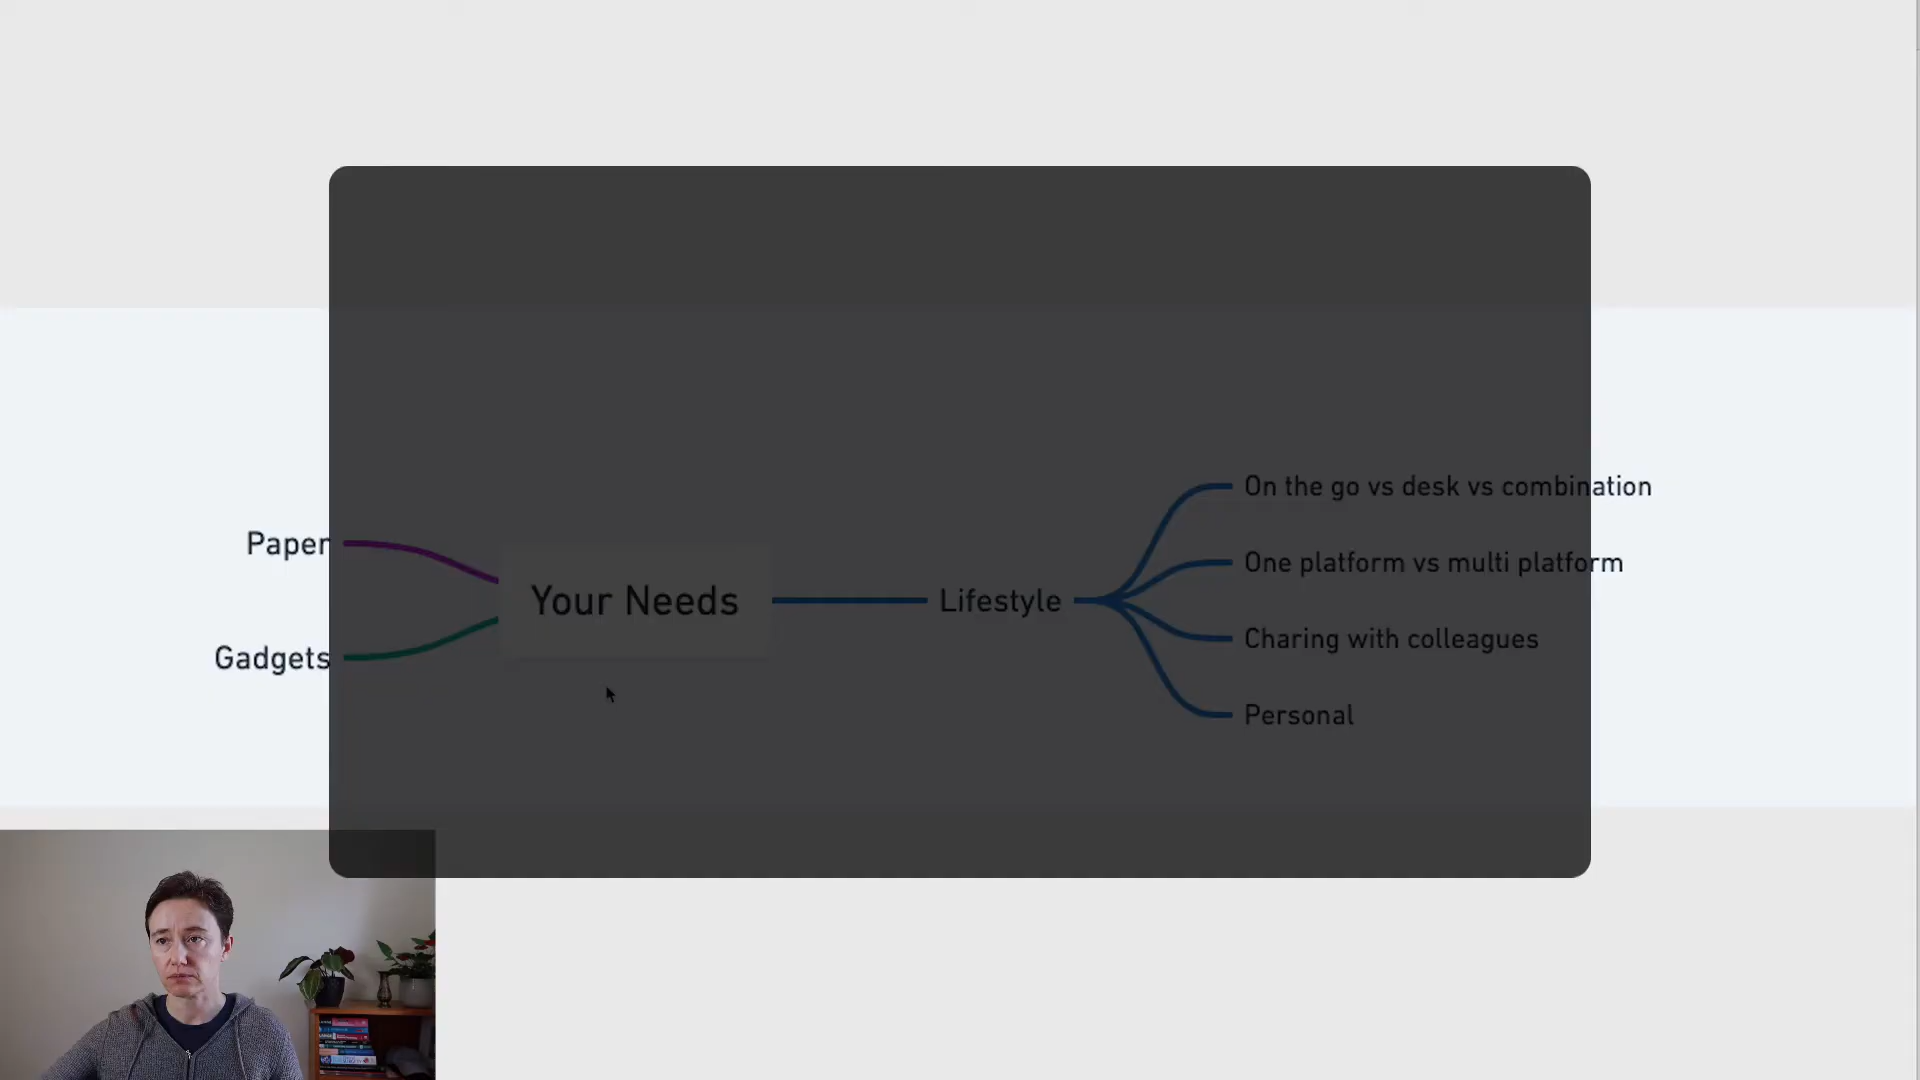 Paper
Gadgets
Your Needs
Lifestyle
On the go vs desk vs combination
One platform vs multi platform
Charing with colleagues
Personal